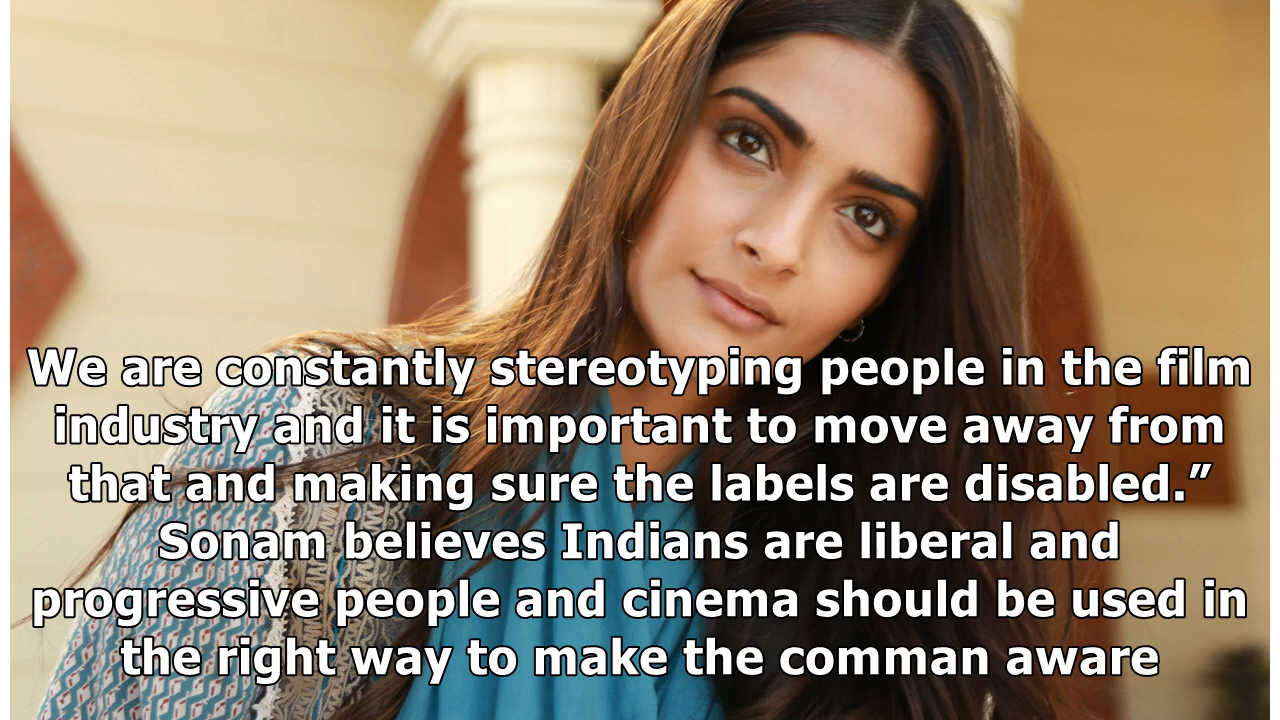 We are constantly stereotyping people in the film
industry and it is important to move away from
that and making sure the labels are disabled.”
Sonam believes Indians are liberal and
progressive people and cinema should be used in
the right way to make the comman aware